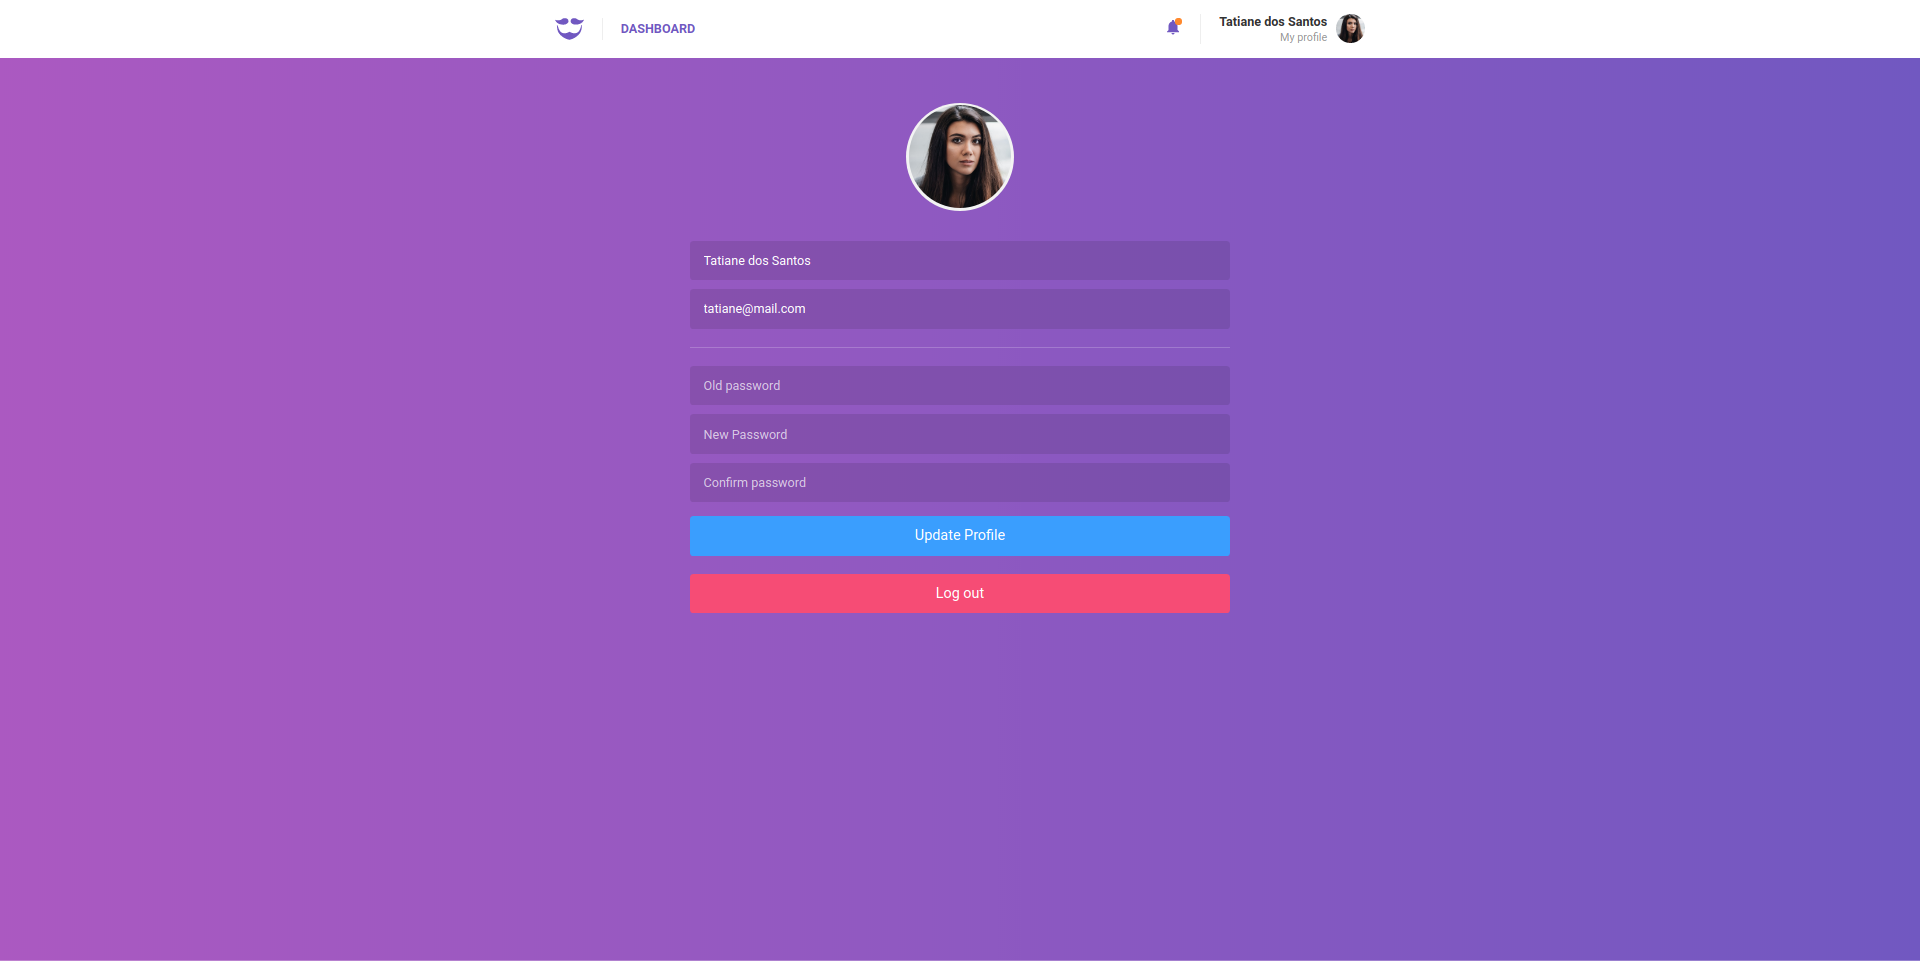 DASHBOARD
Tatiane dos Santos
My profile
Tatiane dos Santos
tatiane@mail.com
Old password
New Password
Confirm password
Update Profile
Log out